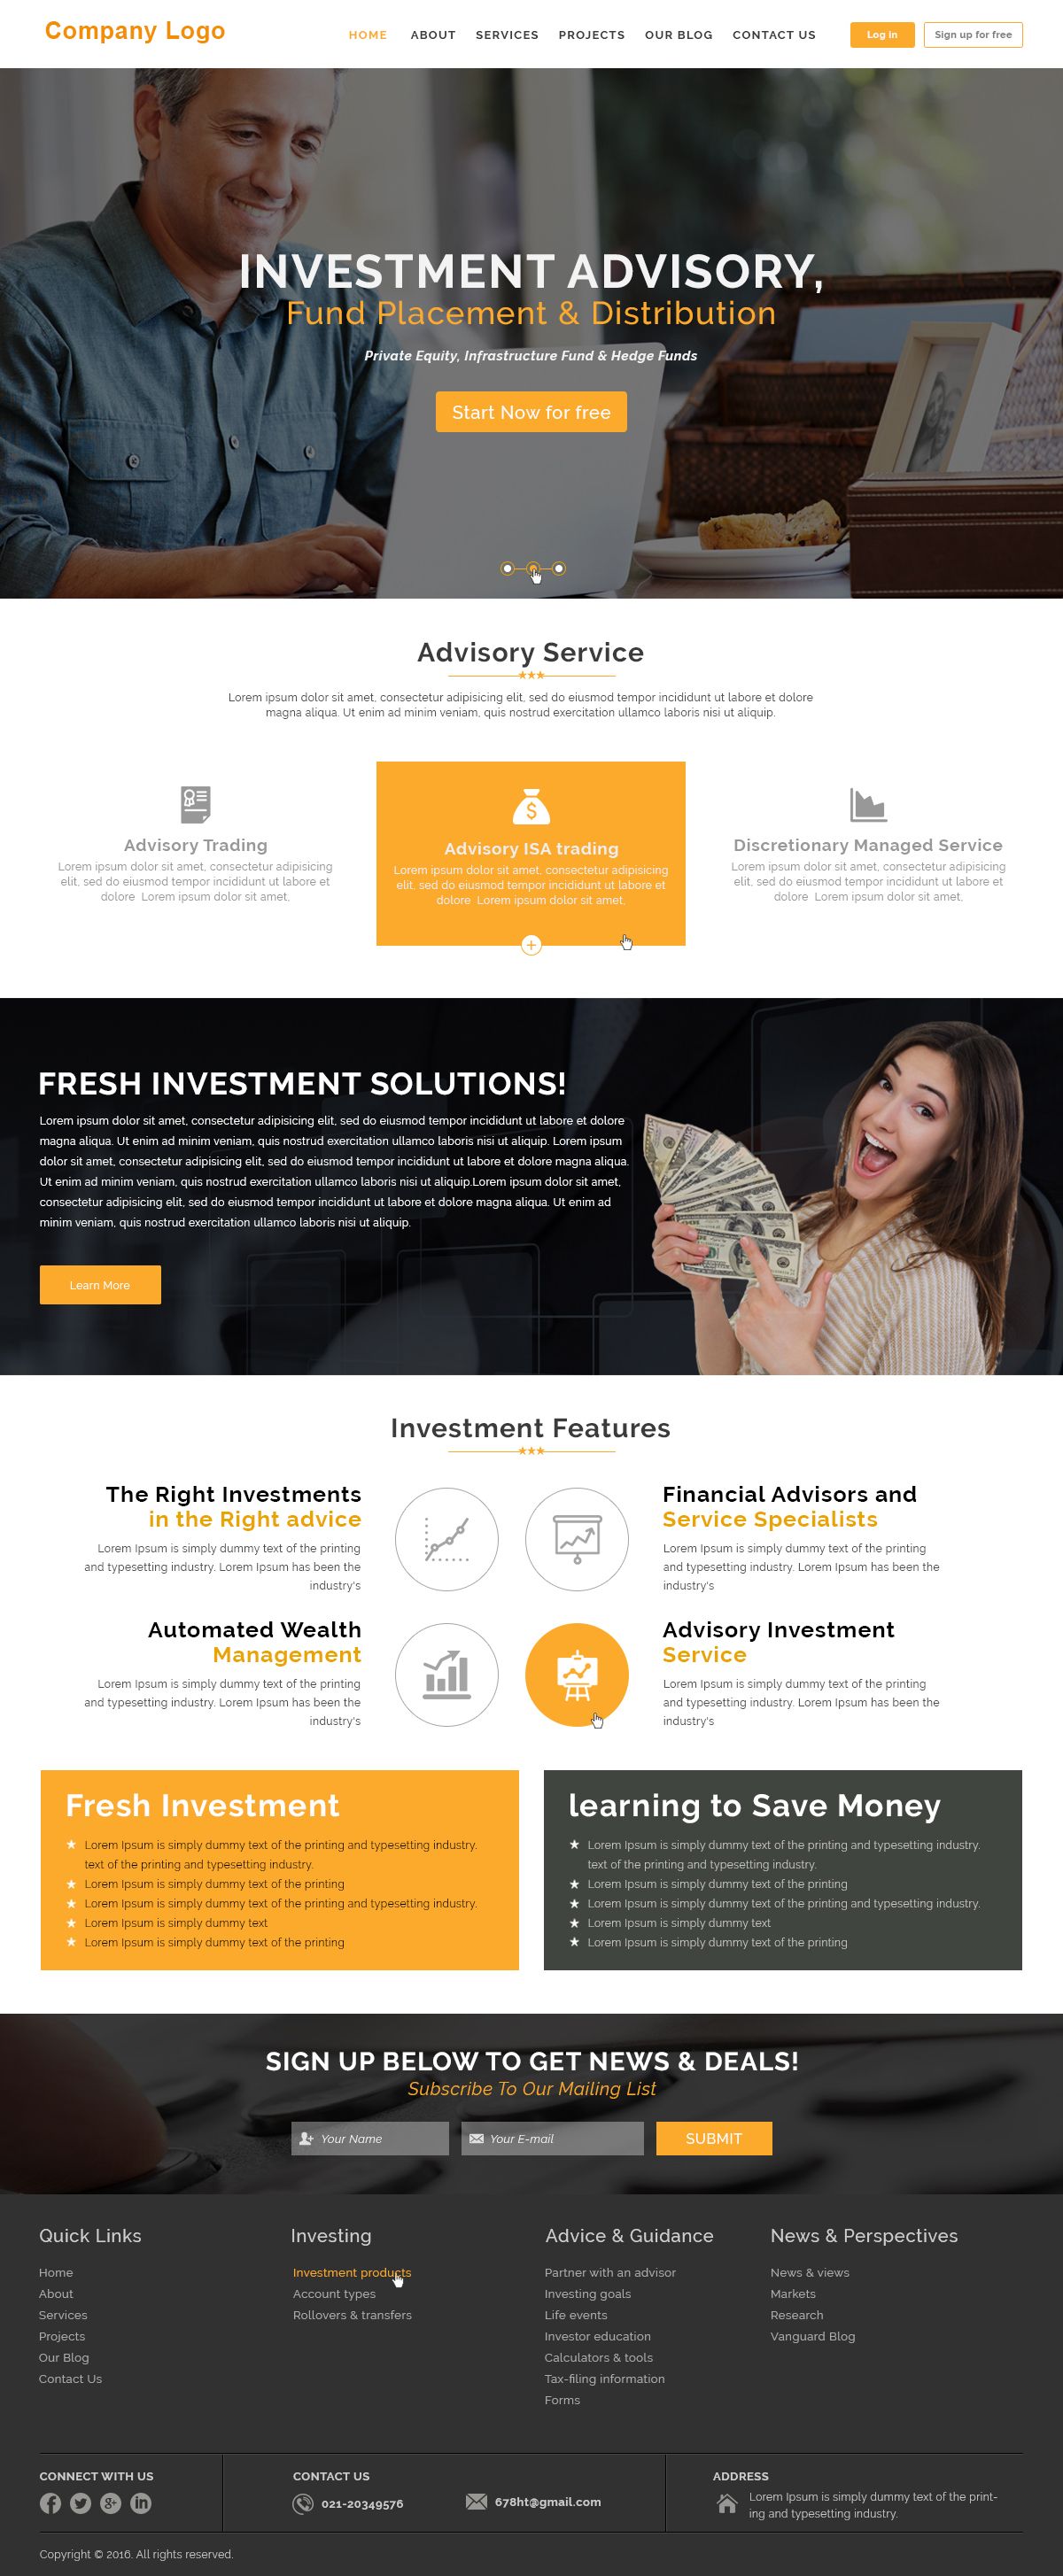 Company Logo
HOME ABOUT SERVICES PROJECTS OUR BLOG CONTACT US
Log in
Sign up for free
INVESTMENT ADVISORY,
Fund Placement & Distribution
Private Equity, Infrastructure Fund & Hedge Funds
Start Now for free
Advisory Service
Lorem ipsum dolor sit amet, consectetur adipisicing elit, sed do eiusmod tempor incididunt ut labore et dolore
magna aliqua. Ut enim ad minim veniam, quis nostrud exercitation ullamco laboris nisi ut aliquip.
Advisory Trading
Lorem ipsum dolor sit amet, consectetur adipisicing
elit, sed do eiusmod tempor incididunt ut labore et
dolore Lorem ipsum dolor sit amet,
$
Advisory ISA trading
Lorem ipsum dolor sit amet, consectetur adipisicing
elit, sed do eiusmod tempor incididunt ut labore et
dolore Lorem ipsum dolor sit amet,
+
Discretionary Managed Service
Lorem ipsum dolor sit amet, consectetur adipisicing
elit, sed do eiusmod tempor incididunt ut labore et
dolore Lorem ipsum dolor sit amet,
FRESH INVESTMENT SOLUTIONS!
Lorem ipsum dolor sit amet, consectetur adipisicing elit, sed do eiusmod tempor incididunt ut labore et dolore
magna aliqua. Ut enim ad minim veniam, quis nostrud exercitation ullamco laboris nisi ut aliquip. Lorem ipsum
dolor sit amet, consectetur adipisicing elit, sed do eiusmod tempor incididunt ut labore et dolore magna aliqua.
Ut enim ad minim veniam, quis nostrud exercitation ullamco laboris nisi ut aliquip.Lorem ipsum dolor sit amet,
consectetur adipisicing elit, sed do eiusmod tempor incididunt ut labore et dolore magna aliqua. Ut enim ad
minim veniam, quis nostrud exercitation ullamco laboris nisi ut aliquip.
Learn More
Investment Features
The Right Investments
in the Right advice
Lorem Ipsum is simply dummy text of the printing
and typesetting industry. Lorem Ipsum has been the
industry's
Financial Advisors and
Service Specialists
Lorem Ipsum is simply dummy text of the printing
and typesetting industry. Lorem Ipsum has been the
industry's
Automated Wealth
Management
Lorem Ipsum is simply dummy text of the printing
and typesetting industry. Lorem Ipsum has been the
industry's
Advisory Investment
Service
Lorem Ipsum is simply dummy text of the printing
and typesetting industry. Lorem Ipsum has been the
industry's
Fresh Investment
Lorem Ipsum is simply dummy text of the printing and typesetting industry.
text of the printing and typesetting industry.
Lorem Ipsum is simply dummy text of the printing
Lorem Ipsum is simply dummy text of the printing and typesetting industry.
Lorem Ipsum is simply dummy text
Lorem Ipsum is simply dummy text of the printing
learning to Save Money
Lorem Ipsum is simply dummy text of the printing and typesetting industry.
text of the printing and typesetting industry.
Lorem Ipsum is simply dummy text of the printing
Lorem Ipsum is simply dummy text of the printing and typesetting industry.
Lorem Ipsum is simply dummy text
Lorem Ipsum is simply dummy text of the printing
SIGN UP BELOW TO GET NEWS & DEALS!
Subscribe To Our Mailing List
Your Name
Your E-mail
SUBMIT
Quick Links
Home
About
Services
Projects
Our Blog
Contact Us
Investing
Investment products
Account types
Rollovers & transfers
Advice & Guidance
Partner with an advisor
Investing goals
Life events
Investor education
Calculators & tools
Tax-filing information
Forms
News & Perspectives
News & views
Markets
Research
Vanguard Blog
CONNECT WITH US
f g+ in
CONTACT US
021-20349576
678ht@gmail.com
ADDRESS
Lorem Ipsum is simply dummy text of the print-
ing and typesetting industry.
Copyright © 2016. All rights reserved.